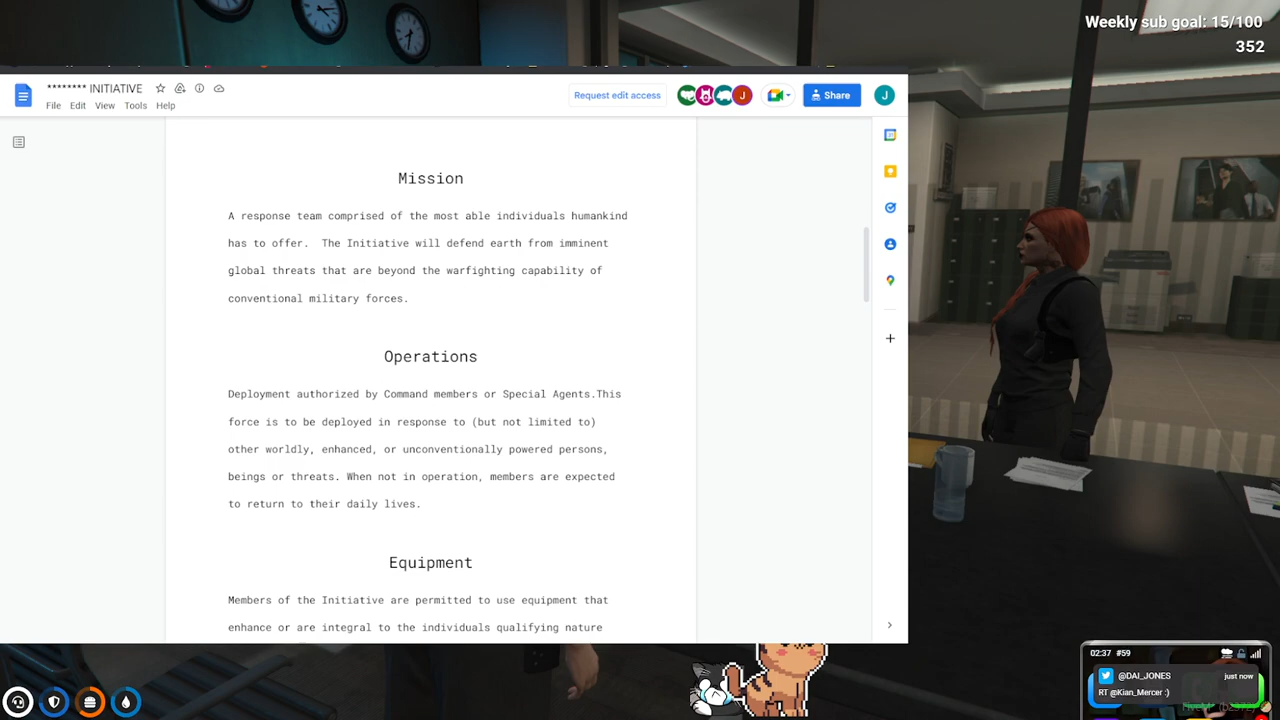 Weekly sub goal: 15/100
352
******** INITIATIVE
File Edit View Tools Help
Request edit access
J
Share
J
Mission
A response team comprised of the most able individuals humankind
has to offer. The Initiative will defend earth from imminent
global threats that are beyond the warfighting capability of
conventional military forces.
Operations
Deployment authorized by Command members or Special Agents.This
force is to be deployed in response to (but not limited to)
other worldly, enhanced, or unconventionally powered persons,
beings or threats. When not in operation, members are expected
to return to their daily lives.
Equipment
Members of the Initiative are permitted to use equipment that
enhance or are integral to the individuals qualifying nature
02:37 #59
@DAI_JONES just now
RT @Kian_Mercer :)